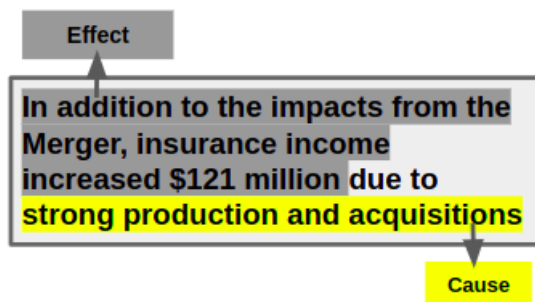 Effect
In addition to the impacts from the
Merger, insurance income
increased $121 million due to
strong production and acquisitions
Cause